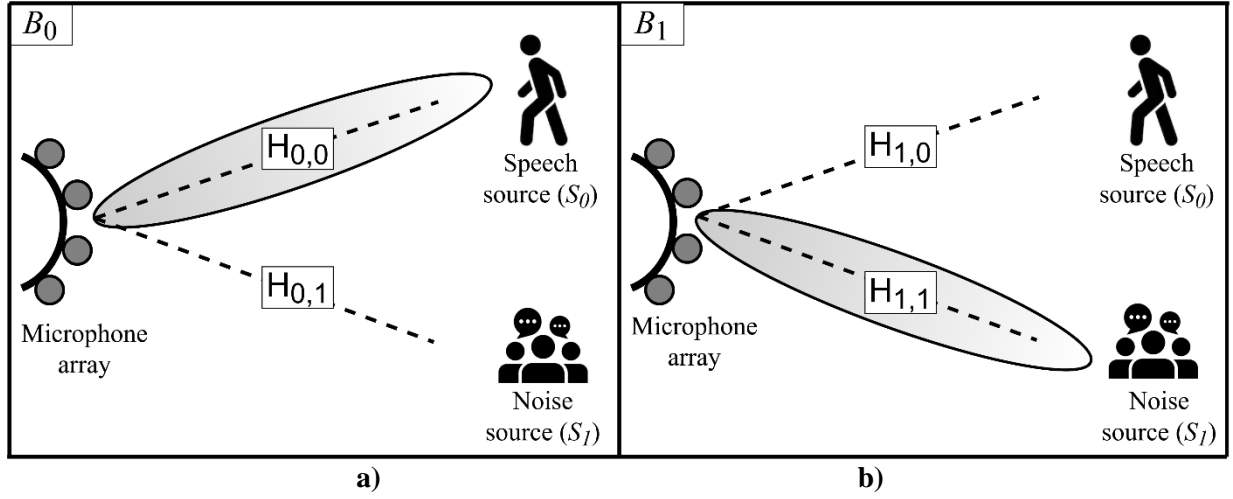 B0
H0,0
Speech
source (S0)
H0,1
Microphone
array
Noise
source (S1)
a)
B1
H1,0
Speech
source (S0)
H1,1
Microphone
array
Noise
source (S1)
b)